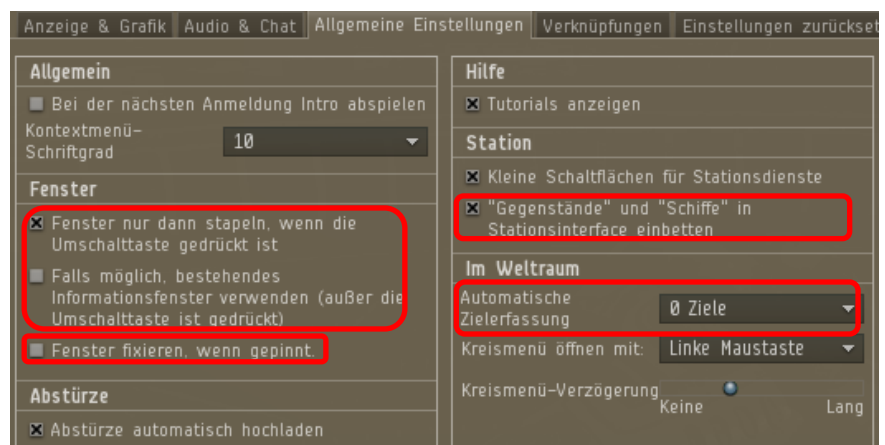 Anzeige & Grafik
Audio & Chat
Allgemeine Einstellungen
Verknüpfungen
Einstellungen zurückset
Allgemein
Bei der nächsten Anmeldung Intro abspielen
Kontextmenü-
Schriftgrad
10
Fenster
Fenster nur dann stapeln, wenn die
Umschalttaste gedrückt ist
Falls möglich, bestehendes
Informationsfenster verwenden (außer die
Umschalttaste ist gedrückt)
Fenster fixieren, wenn gepinnt.
Abstürze
Abstürze automatisch hochladen
Hilfe
Tutorials anzeigen
Station
Kleine Schaltflächen für Stationsdienste
"Gegenstände" und "Schiffe" in
Stationsinterface einbetten
Im Weltraum
Automatische
Zielerfassung
0 Ziele
Kreismenü öffnen mit:
Linke Maustaste
Kreismenü-Verzögerung
Keine
Lang